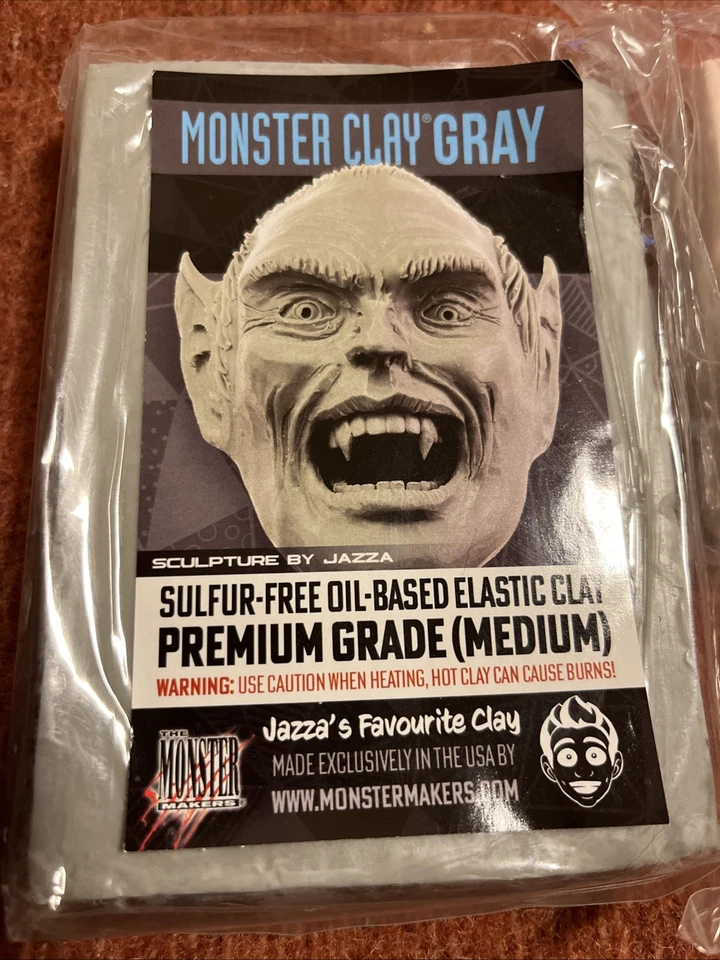 MONSTER CLAY® GRAY
SCULPTURE BY JAZZA
SULFUR-FREE OIL-BASED ELASTIC CLAY
PREMIUM GRADE (MEDIUM)
WARNING: USE CAUTION WHEN HEATING, HOT CLAY CAN CAUSE BURNS!
THE
MONSTER
MAKERS®
Jazza's Favourite Clay
MADE EXCLUSIVELY IN THE USA BY
WWW.MONSTERMAKERS.COM